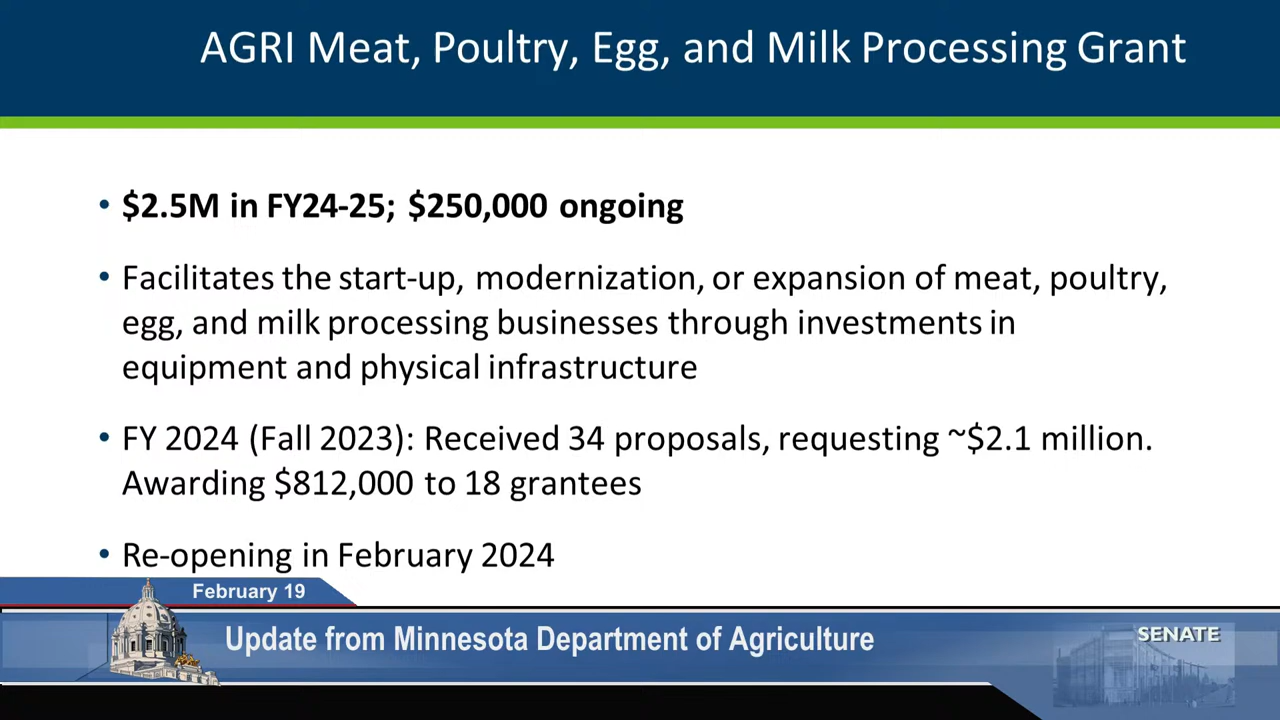 AGRI Meat, Poultry, Egg, and Milk Processing Grant
• $2.5M in FY24-25; $250,000 ongoing
• Facilitates the start-up, modernization, or expansion of meat, poultry,
egg, and milk processing businesses through investments in
equipment and physical infrastructure
• FY 2024 (Fall 2023): Received 34 proposals, requesting ~$2.1 million.
Awarding $812,000 to 18 grantees
• Re-opening in February 2024
February 19
Update from Minnesota Department of Agriculture
SENATE